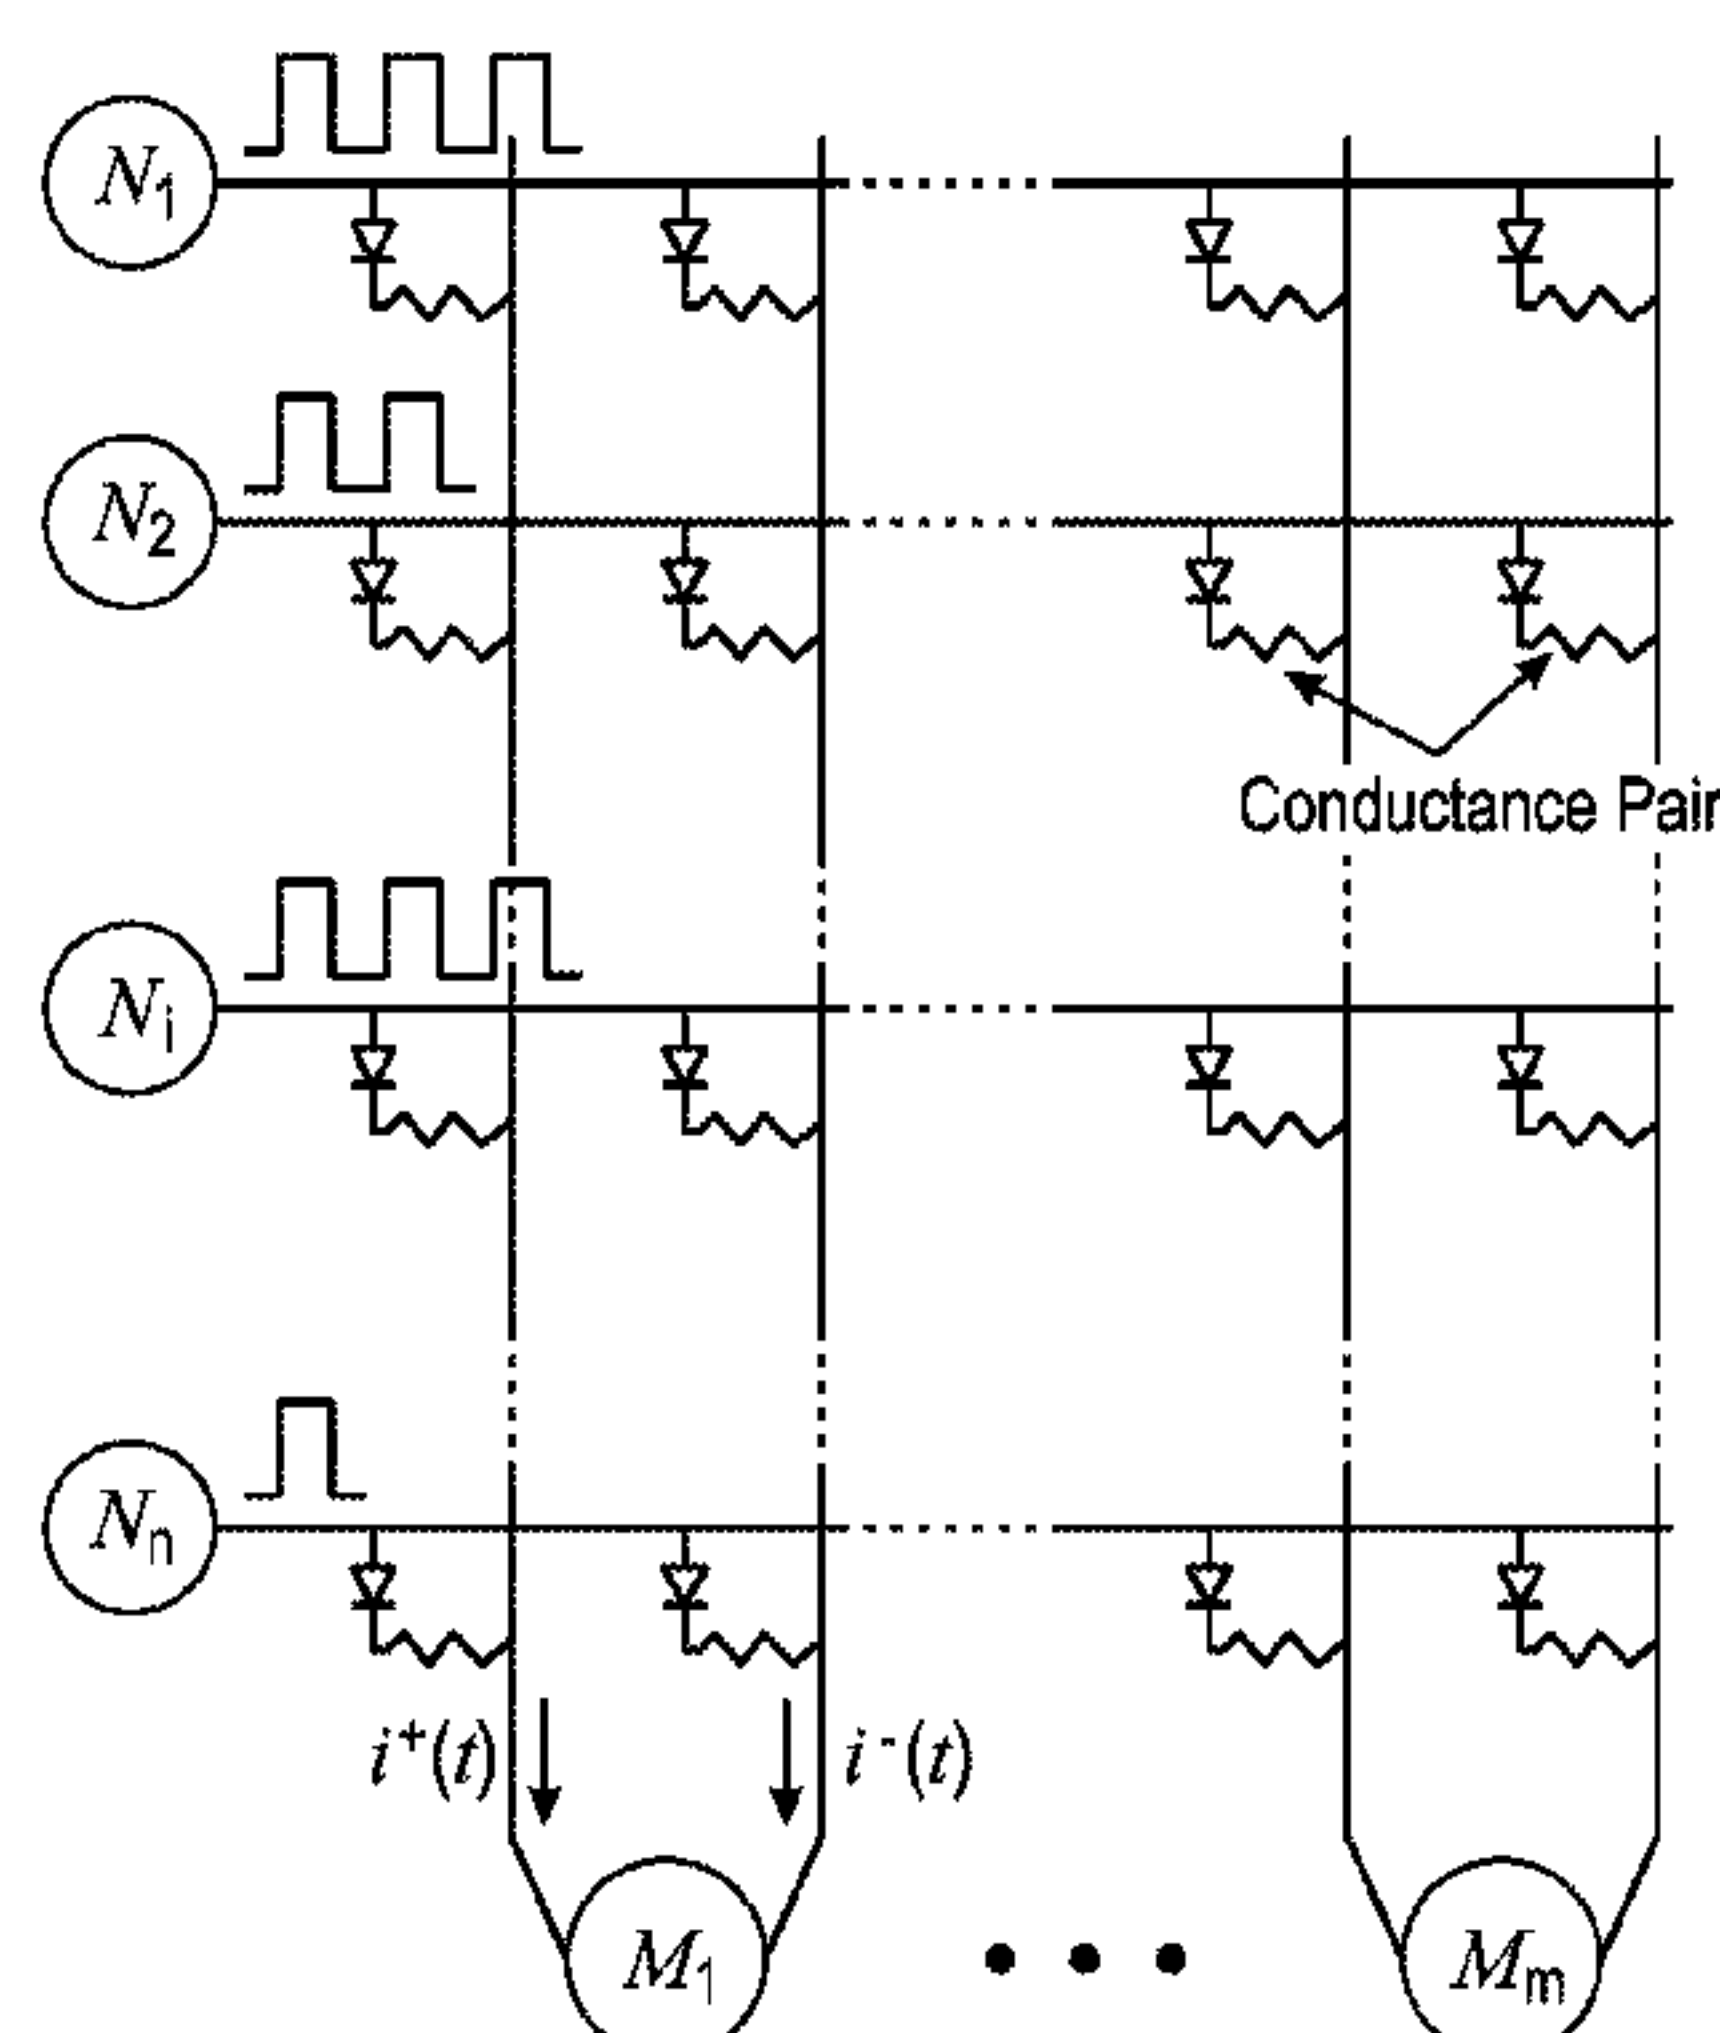 N1
N2
Conductance Pair
Ni
Nn
i+(t) i-(t)
M1 Mm